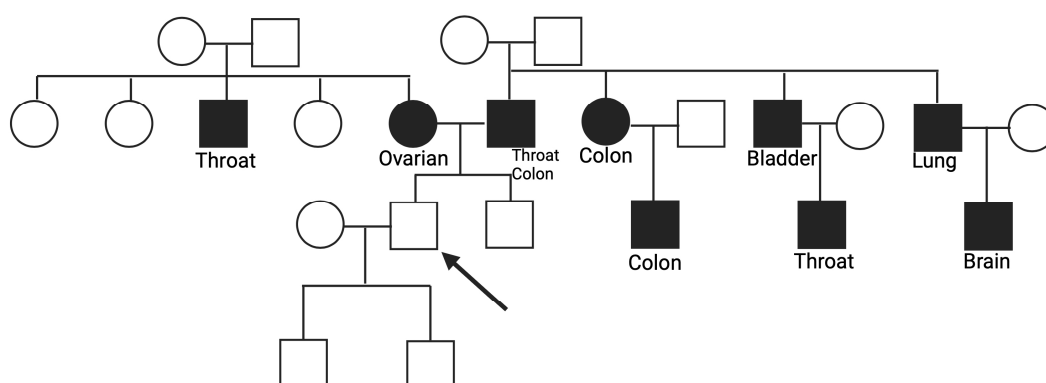 Throat
Ovarian
Throat
Colon
Colon
Bladder
Lung
Colon
Throat
Brain